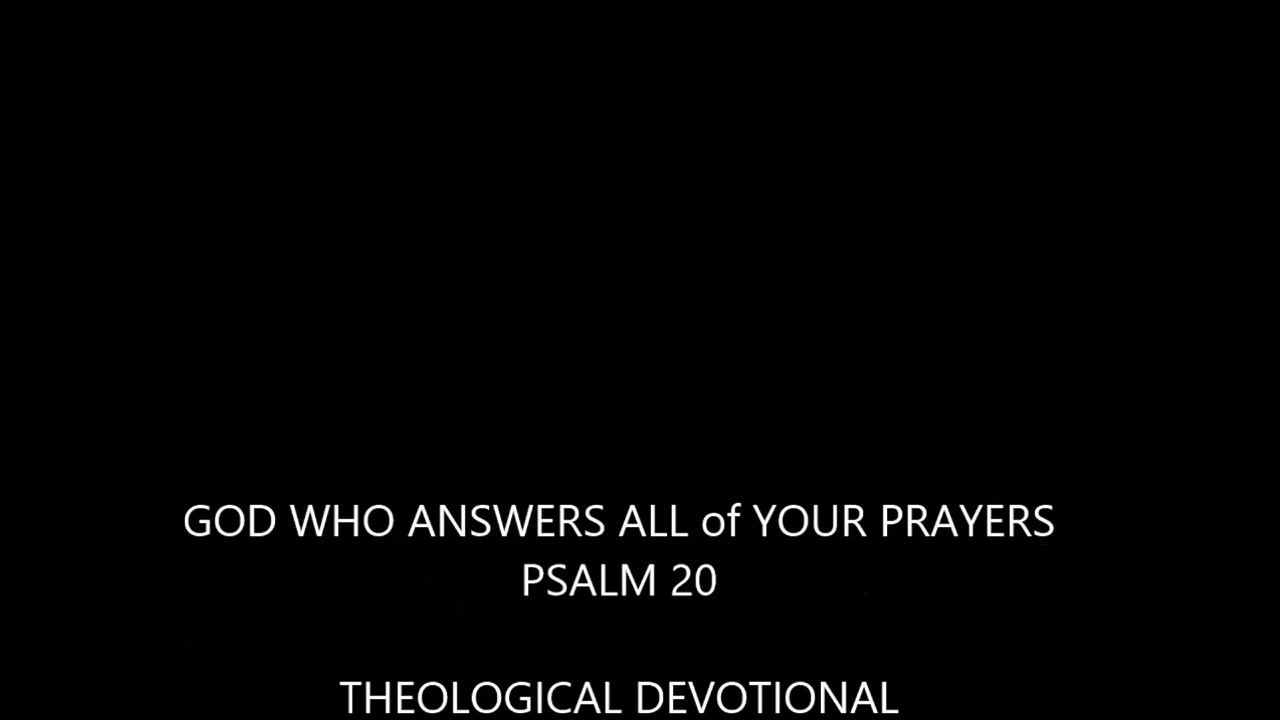 GOD WHO ANSWERS ALL of YOUR PRAYERS
PSALM 20
THEOLOGICAL DEVOTIONAL